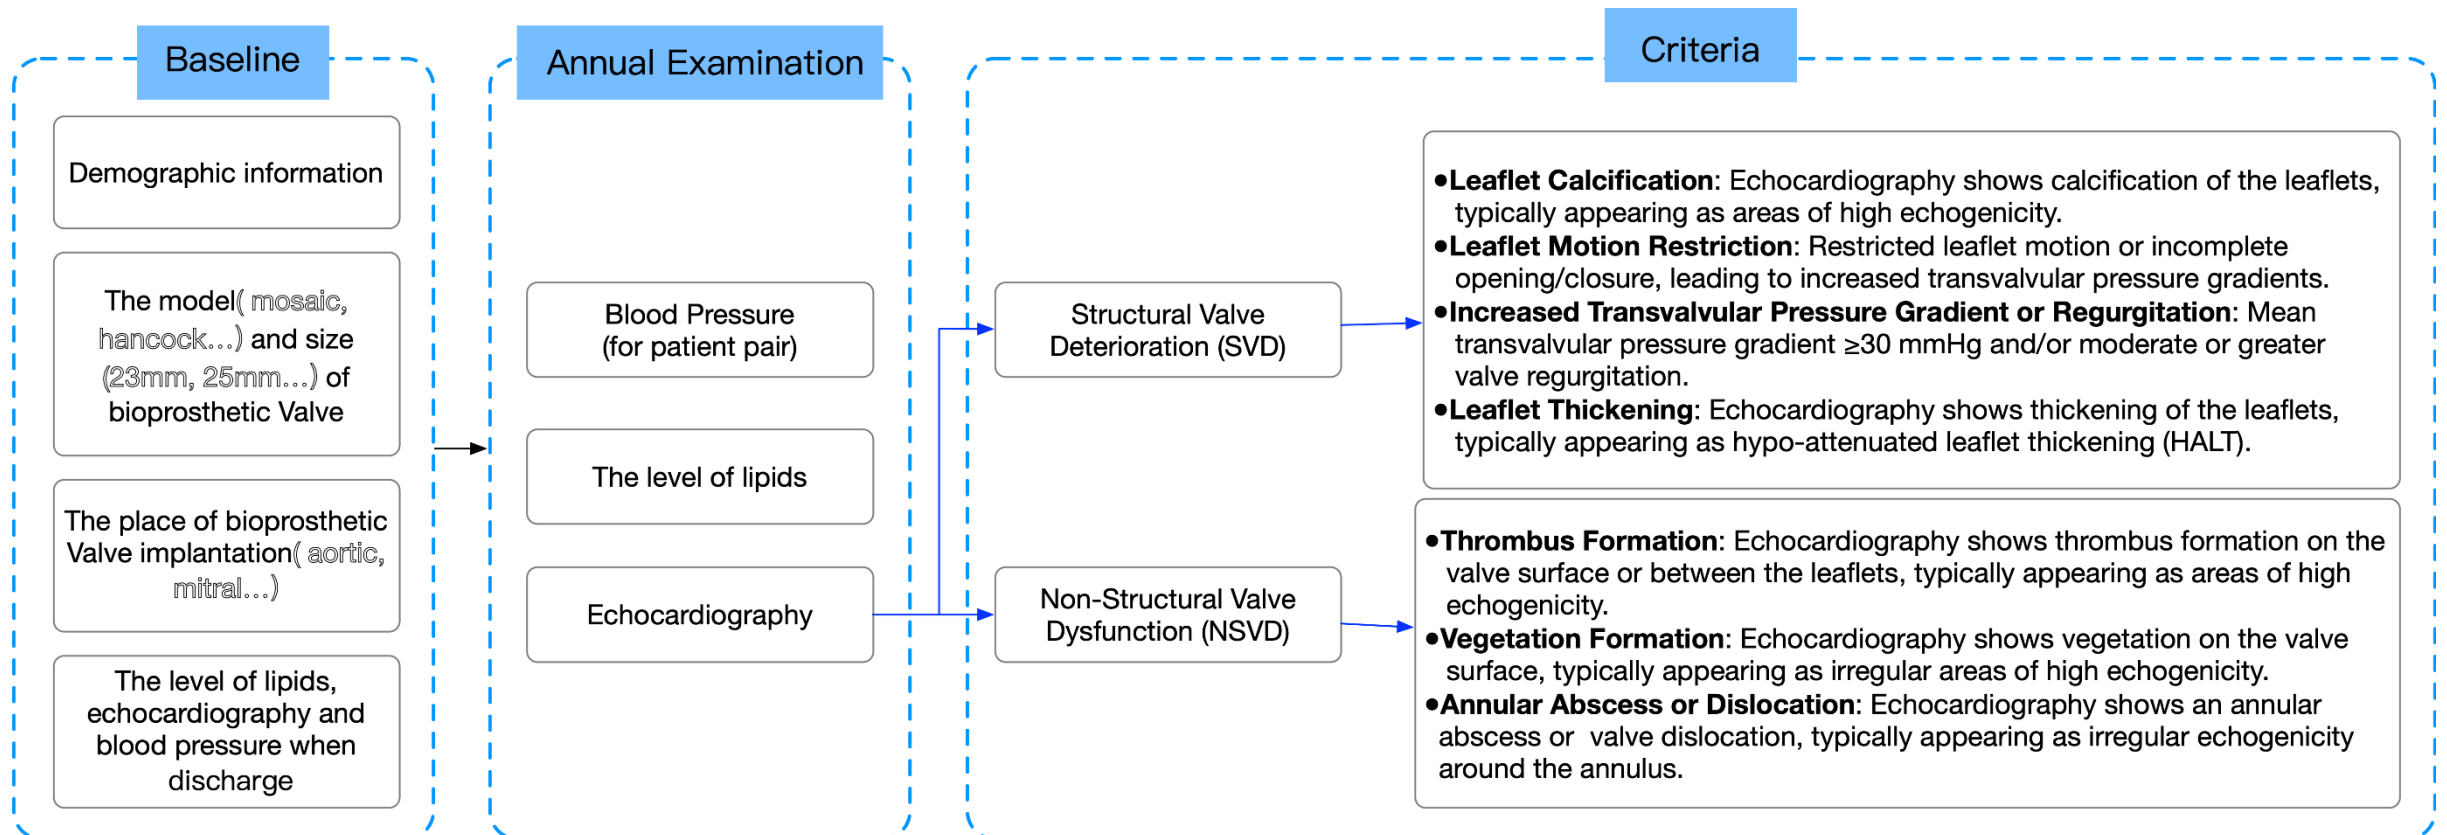 Baseline
Demographic information
The model( mosaic,
hancock...) and size
(23mm, 25mm...) of
bioprosthetic Valve
The place of bioprosthetic
Valve implantation( aortic,
mitral...)
The level of lipids,
echocardiography and
blood pressure when
discharge
Annual Examination
Blood Pressure
(for patient pair)
The level of lipids
Echocardiography
Criteria
Structural Valve
Deterioration (SVD)
Non-Structural Valve
Dysfunction (NSVD)
●Leaflet Calcification: Echocardiography shows calcification of the leaflets,
typically appearing as areas of high echogenicity.
●Leaflet Motion Restriction: Restricted leaflet motion or incomplete
opening/closure, leading to increased transvalvular pressure gradients.
●Increased Transvalvular Pressure Gradient or Regurgitation: Mean
transvalvular pressure gradient ≥30 mmHg and/or moderate or greater
valve regurgitation.
●Leaflet Thickening: Echocardiography shows thickening of the leaflets,
typically appearing as hypo-attenuated leaflet thickening (HALT).
●Thrombus Formation: Echocardiography shows thrombus formation on the
valve surface or between the leaflets, typically appearing as areas of high
echogenicity.
●Vegetation Formation: Echocardiography shows vegetation on the valve
surface, typically appearing as irregular areas of high echogenicity.
●Annular Abscess or Dislocation: Echocardiography shows an annular
abscess or  valve dislocation, typically appearing as irregular echogenicity
around the annulus.